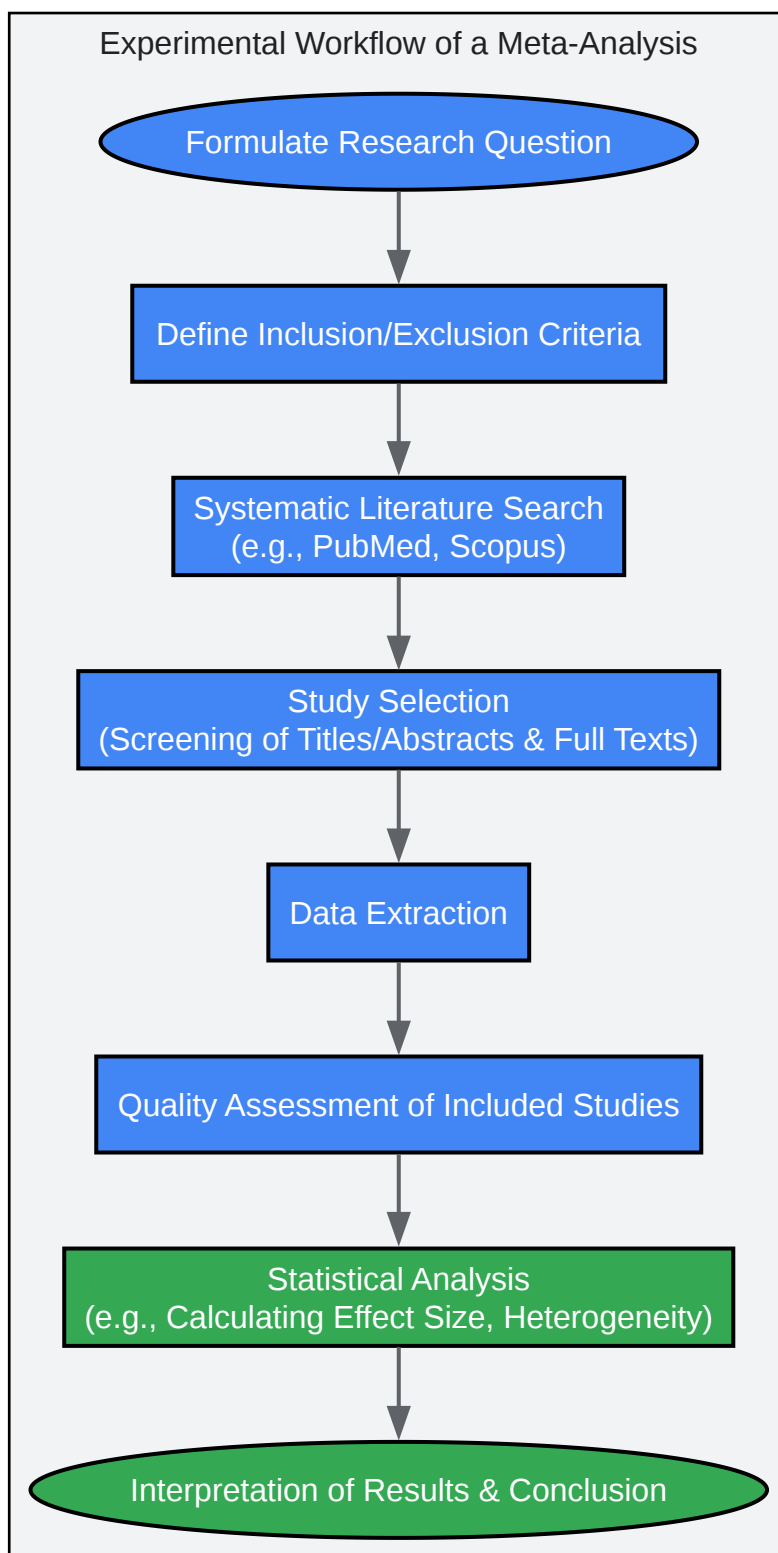 Experimental Workflow of a Meta-Analysis
Formulate Research Question
Define Inclusion/Exclusion Criteria
Systematic Literature Search
(e.g., PubMed, Scopus)
Study Selection
(Screening of Titles/Abstracts & Full Texts)
Data Extraction
Quality Assessment of Included Studies
Statistical Analysis
(e.g., Calculating Effect Size, Heterogeneity)
Interpretation of Results & Conclusion